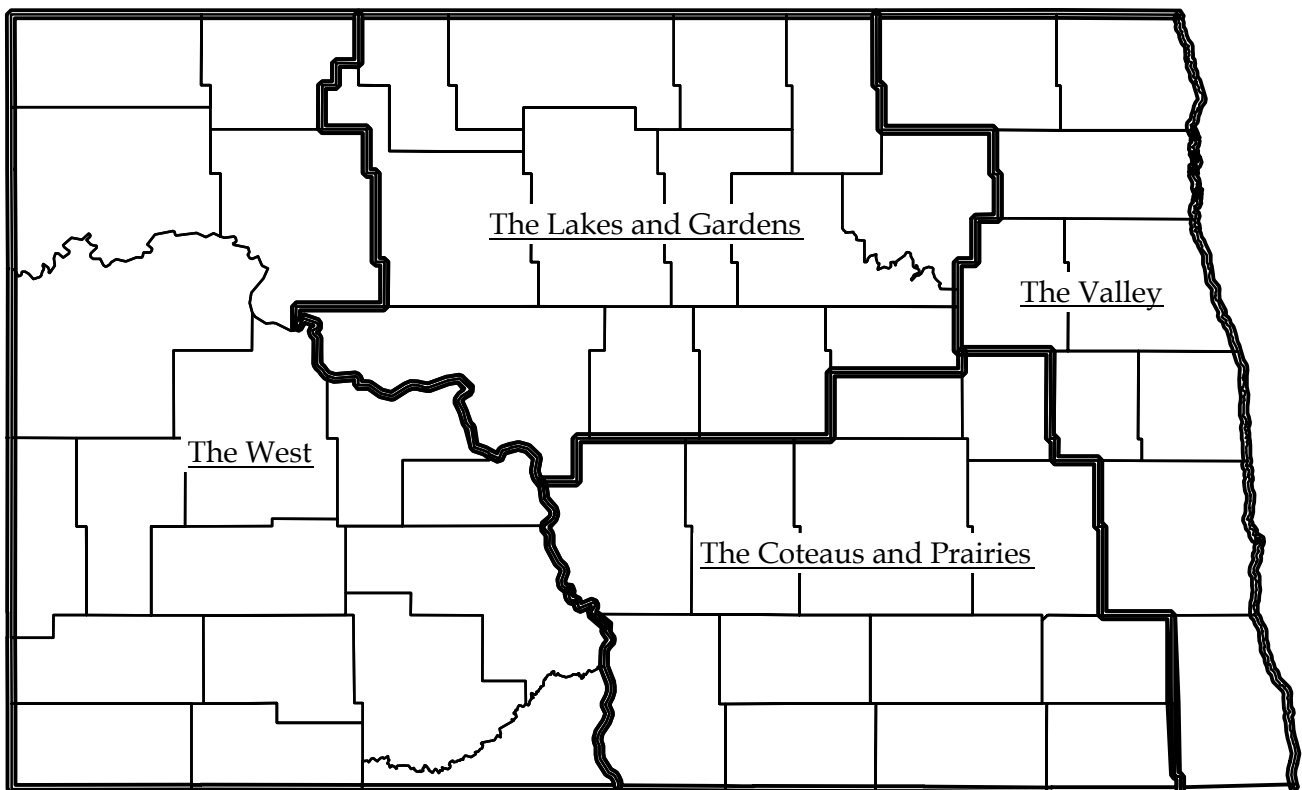 The Lakes and Gardens
The Valley
The West
The Coteaus and Prairies